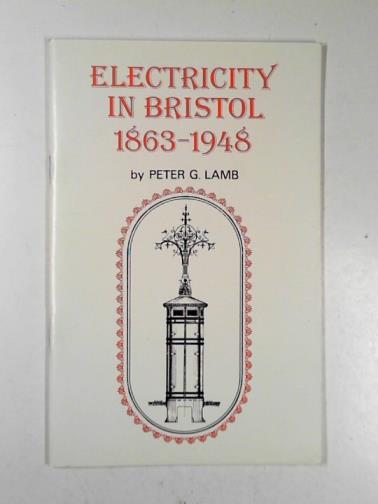 ELECTRICITY
IN BRISTOL
1863-1948
by PETER G. LAMB